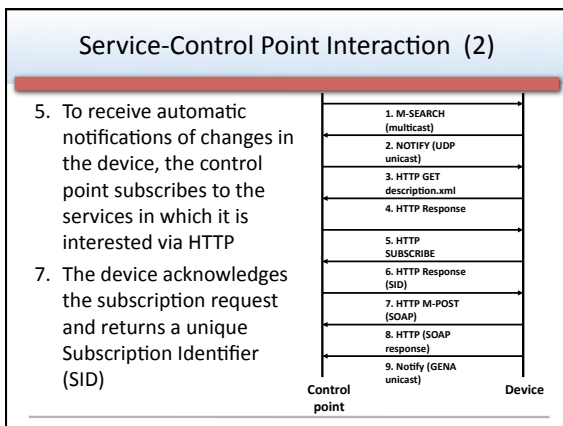 Service-Control Point Interaction (2)
5. To receive automatic
notifications of changes in
the device, the control
point subscribes to the
services in which it is
interested via HTTP
7. The device acknowledges
the subscription request
and returns a unique
Subscription Identifier
(SID)
1. M-SEARCH
(multicast)
2. NOTIFY (UDP
unicast)
3. HTTP GET
description.xml
4. HTTP Response
5. HTTP
SUBSCRIBE
6. HTTP Response
(SID)
7. HTTP M-POST
(SOAP)
8. HTTP (SOAP
response)
9. Notify (GENA
unicast)
Control
point
Device